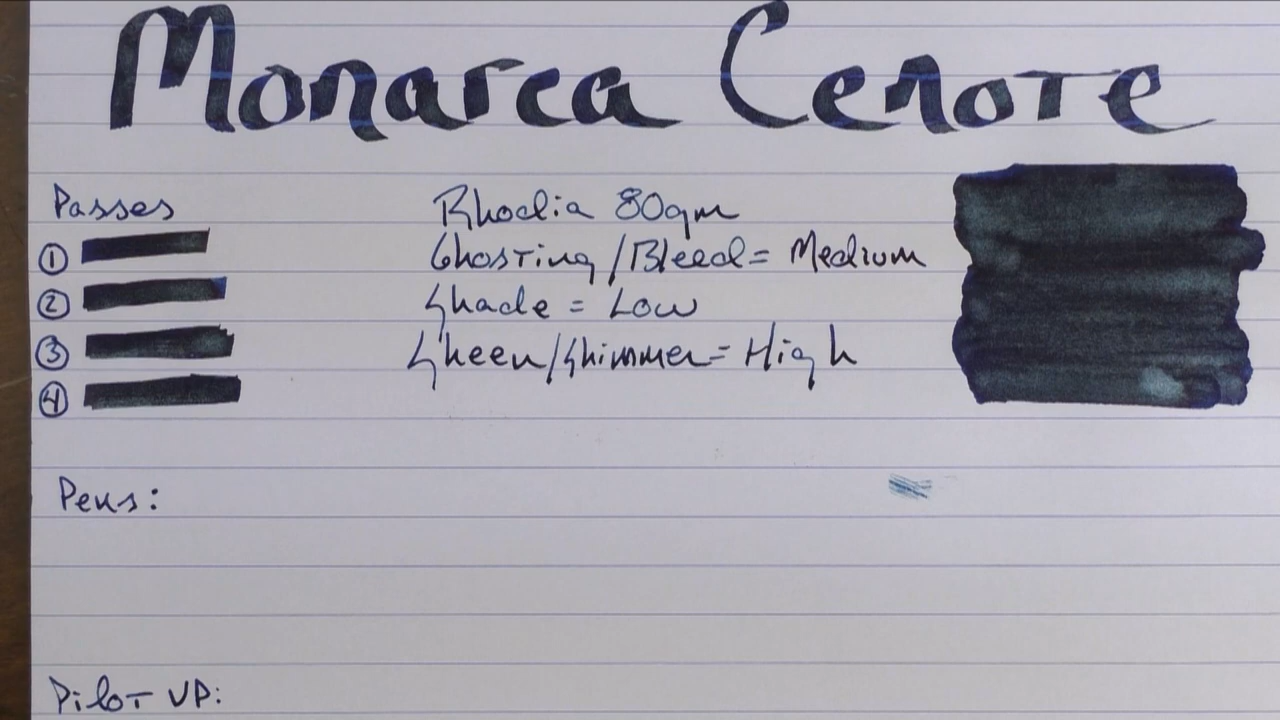 Monarca Cenote
Passes
1
2
3
4
Rhodia 80gm
Ghosting/Bleed= Medium
Shade = Low
Sheen/Shimmer= High
Pens:
Pilot VP: